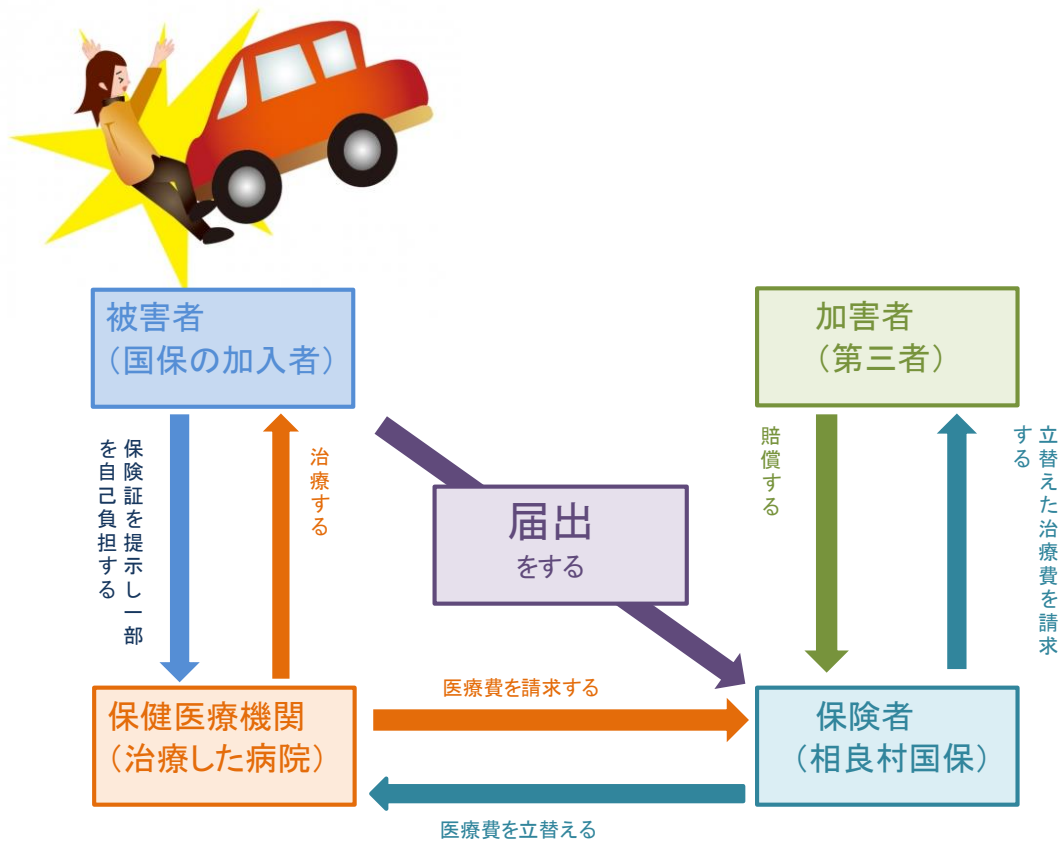 被害者
（国保の加入者）
加害者
（第三者）
保険証を提示し一部
を自己負担する
治療する
届出
をする
賠償する
立替えた治療費を請求
する
医療費を請求する
保健医療機関
（治療した病院）
保険者
（相良村国保）
医療費を立替える